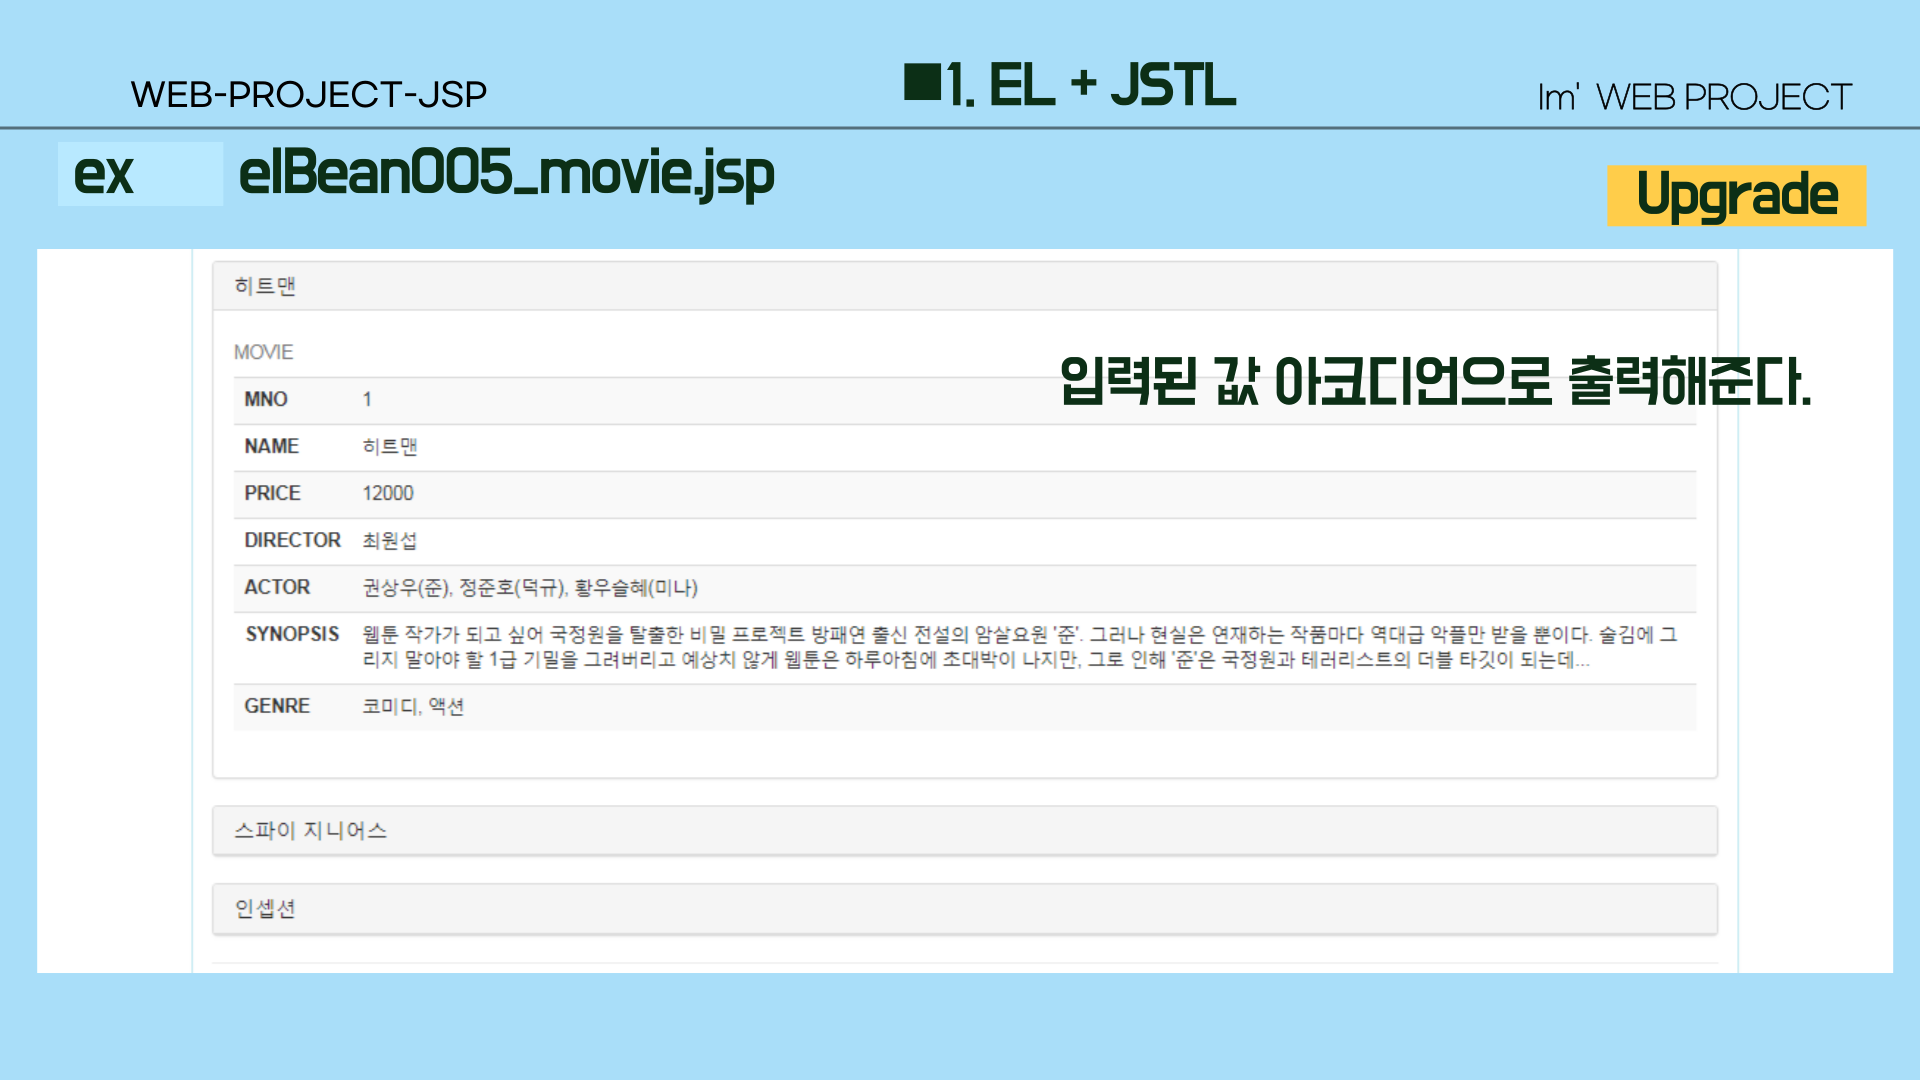 WEB-PROJECT-JSP
■1. EL + JSTL
Im' WEB PROJECT
ex
elBean005_movie.jsp
Upgrade
히트맨
MOVIE
입력된 값 아코디언으로 출력해준다.
MNO 1
NAME 히트맨
PRICE 12000
DIRECTOR 최원섭
ACTOR 권상우(준), 정준호(덕규), 황우슬혜(미나)
SYNOPSIS 웹툰 작가가 되고 싶어 국정원을 탈출한 비밀 프로젝트 방패연 출신 전설의 암살요원 '준'. 그러나 현실은 연재하는 작품마다 역대급 악플만 받을 뿐이다. 술김에 그
리지 말아야 할 1급 기밀을 그려버리고 예상치 않게 웹툰은 하루아침에 초대박이 나지만, 그로 인해 '준'은 국정원과 테러리스트의 더블 타깃이 되는데...
GENRE 코미디, 액션
스파이 지니어스
인셉션